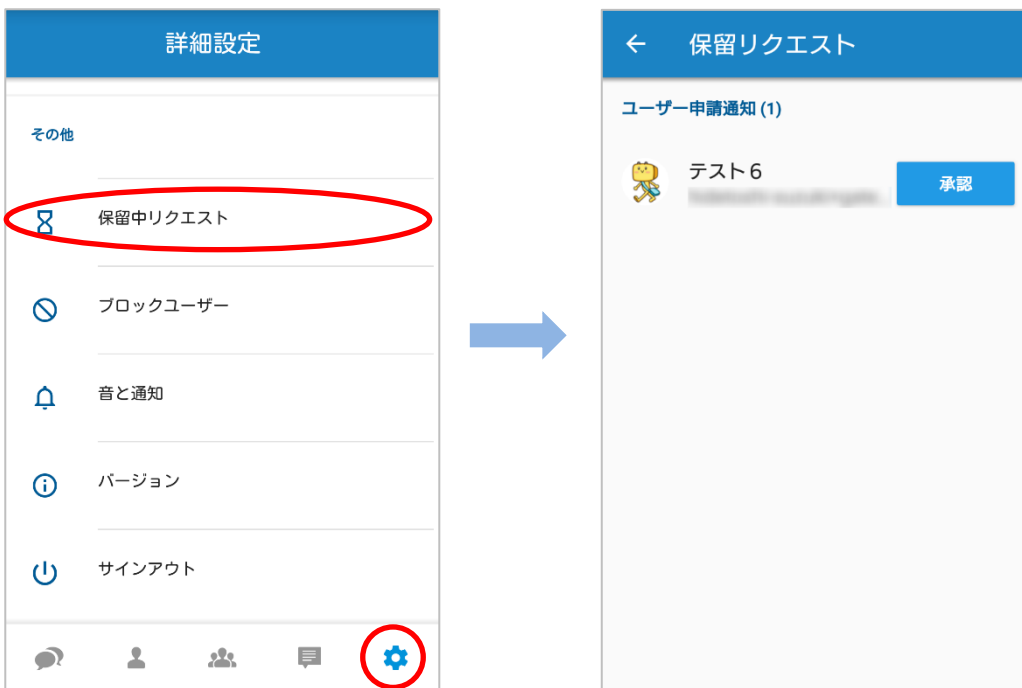 詳細設定
その他
保留中リクエスト
ブロックユーザー
音と通知
バージョン
サインアウト
保留リクエスト
ユーザー申請通知 (1)
テスト6
承認